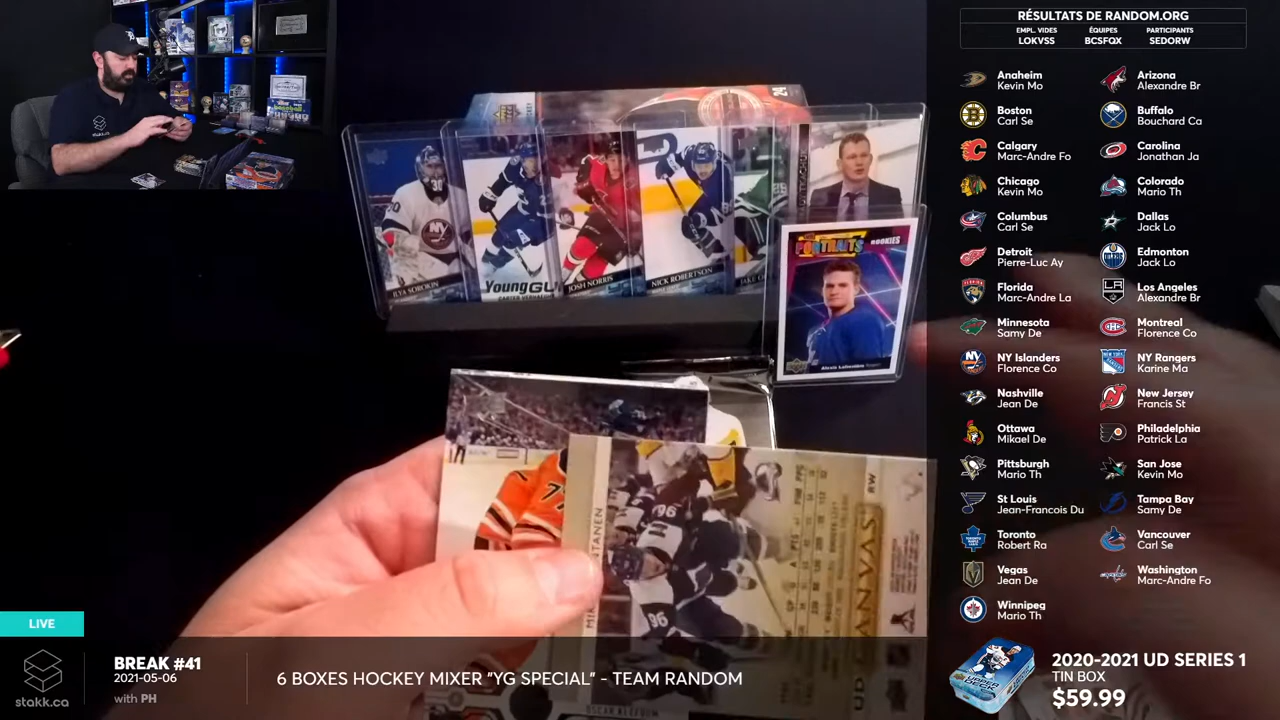 RÉSULTATS DE RANDOM.ORG
EMPL. VIDES ÉQUIPES PARTICIPANTS
LOKVSS BCSFQX SEDORW
Anaheim
Kevin Mo
Arizona
Alexandre Br
Boston
Carl Se
Buffalo
Bouchard Ca
Calgary
Marc-Andre Fo
Carolina
Jonathan Ja
Chicago
Kevin Mo
Colorado
Mario Th
Columbus
Carl Se
Dallas
Jack Lo
Detroit
Pierre-Luc Ay
Edmonton
Jack Lo
Florida
Marc-Andre La
Los Angeles
Alexandre Br
Minnesota
Samy De
Montreal
Florence Co
NY Islanders
Florence Co
NY Rangers
Karine Ma
Nashville
Jean De
New Jersey
Francis St
Ottawa
Mikael De
Philadelphia
Patrick La
Pittsburgh
Mario Th
San Jose
Kevin Mo
St Louis
Jean-Francois Du
Tampa Bay
Samy De
Toronto
Robert Ra
Vancouver
Carl Se
Vegas
Jean De
Washington
Marc-Andre Fo
Winnipeg
Mario Th
ILYA SOROKIN
Young GU
JOSH NORRIS
NICK ROBERTSON
PORTRAITS ROOKIES
Alexis Lafrenière
RW
LIVE
stakk.ca
BREAK #41
2021-05-06
with PH
6 BOXES HOCKEY MIXER "YG SPECIAL" - TEAM RANDOM
2020-2021 UD SERIES 1
TIN BOX
$59.99